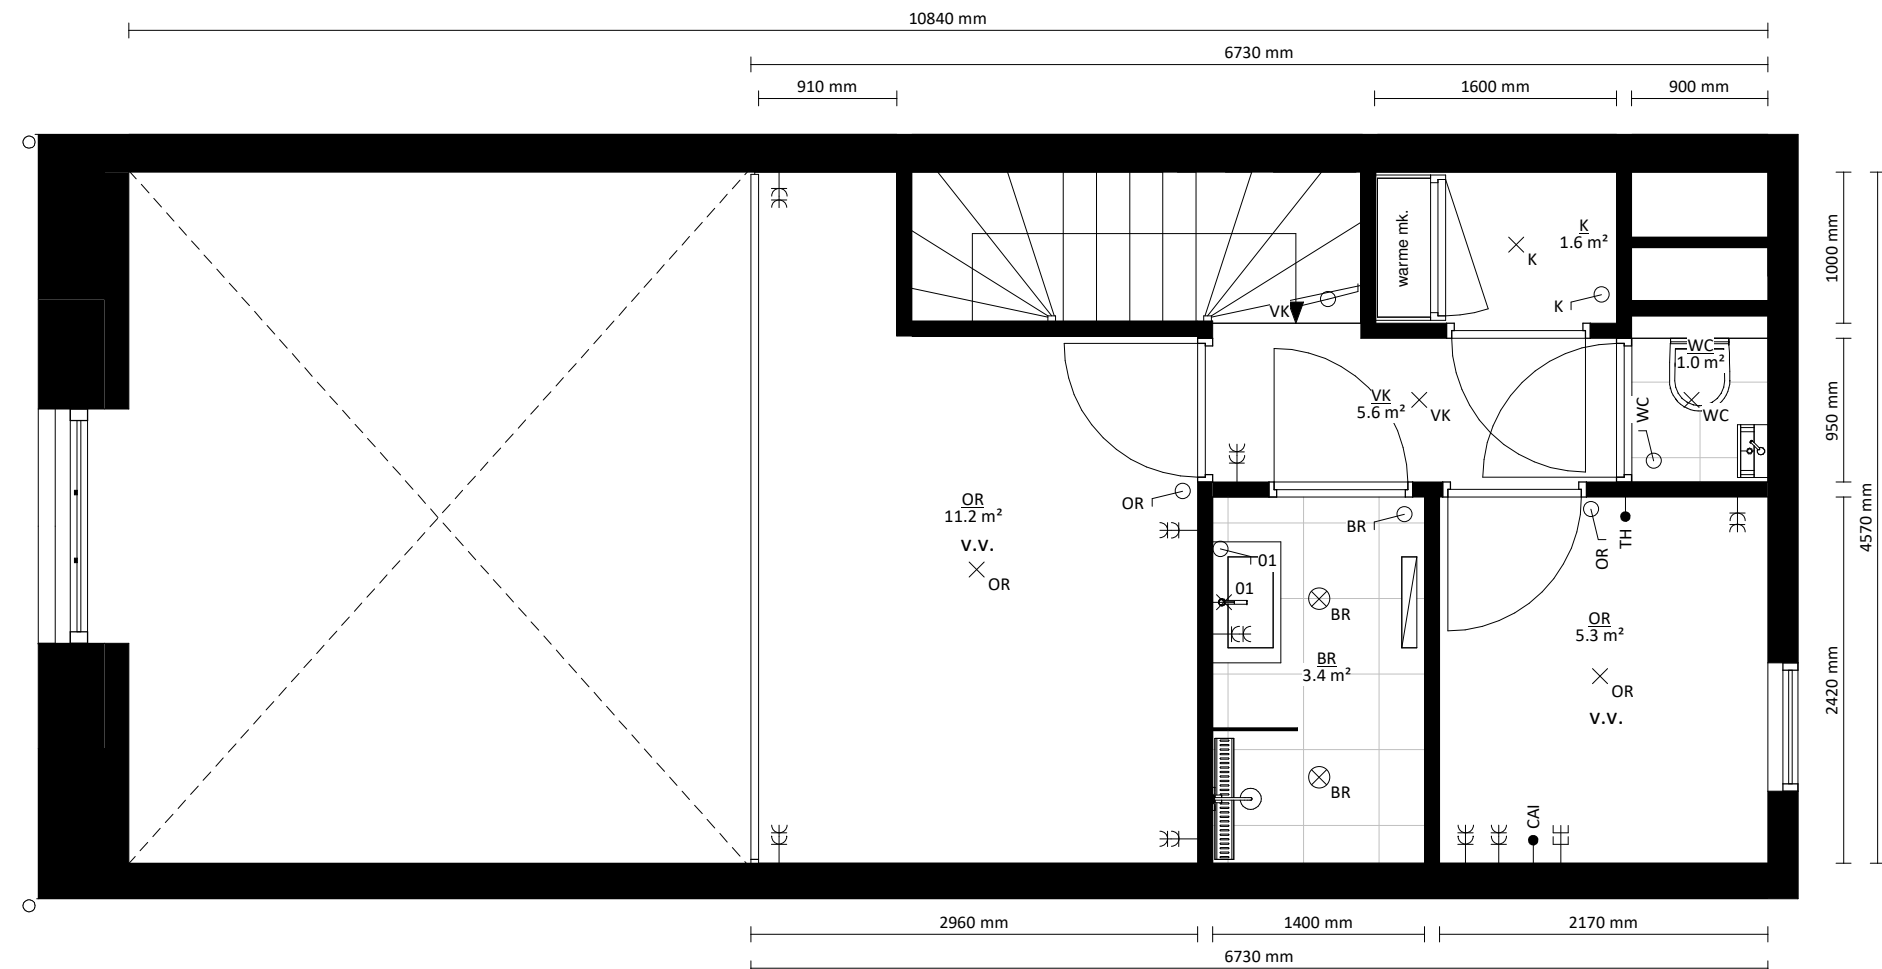 10840 mm
6730 mm
910 mm
1600 mm
900 mm
warme mk.
K
1.6 m²
K
K
1000 mm
VK
WC
1.0 m²
WC
WC
VK
5.6 m²
VK
950 mm
OR
11.2 m²
v.v.
OR
OR
BR
OR
TH
4570 mm
01
01
BR
BR
3.4 m²
BR
OR
5.3 m²
OR
v.v.
2420 mm
CAI
2960 mm
1400 mm
2170 mm
6730 mm